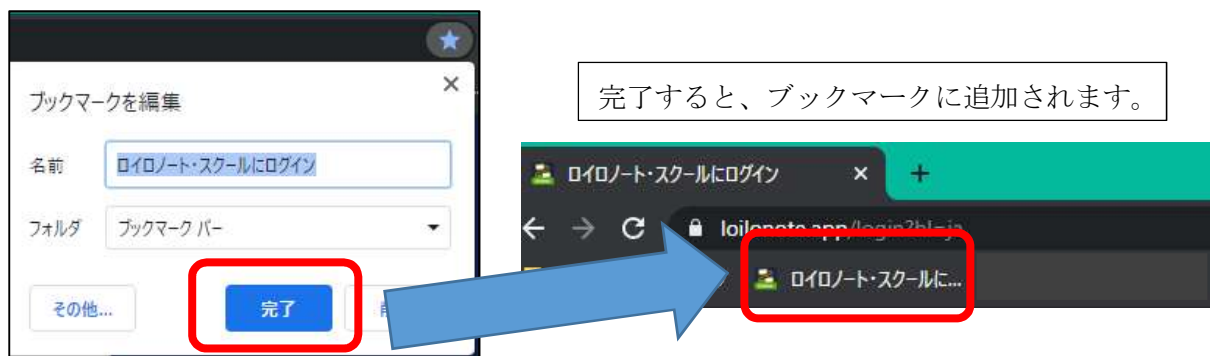 ブックマークを編集
×
名前
ロイロノート・スクールにログイン
フォルダ
ブックマーク バー
その他...
完了
完了すると、ブックマークに追加されます。
ロイロノート・スクールにログイン
×
+
loilonote.app/login?hl=ja
ロイロノート・スクールに...